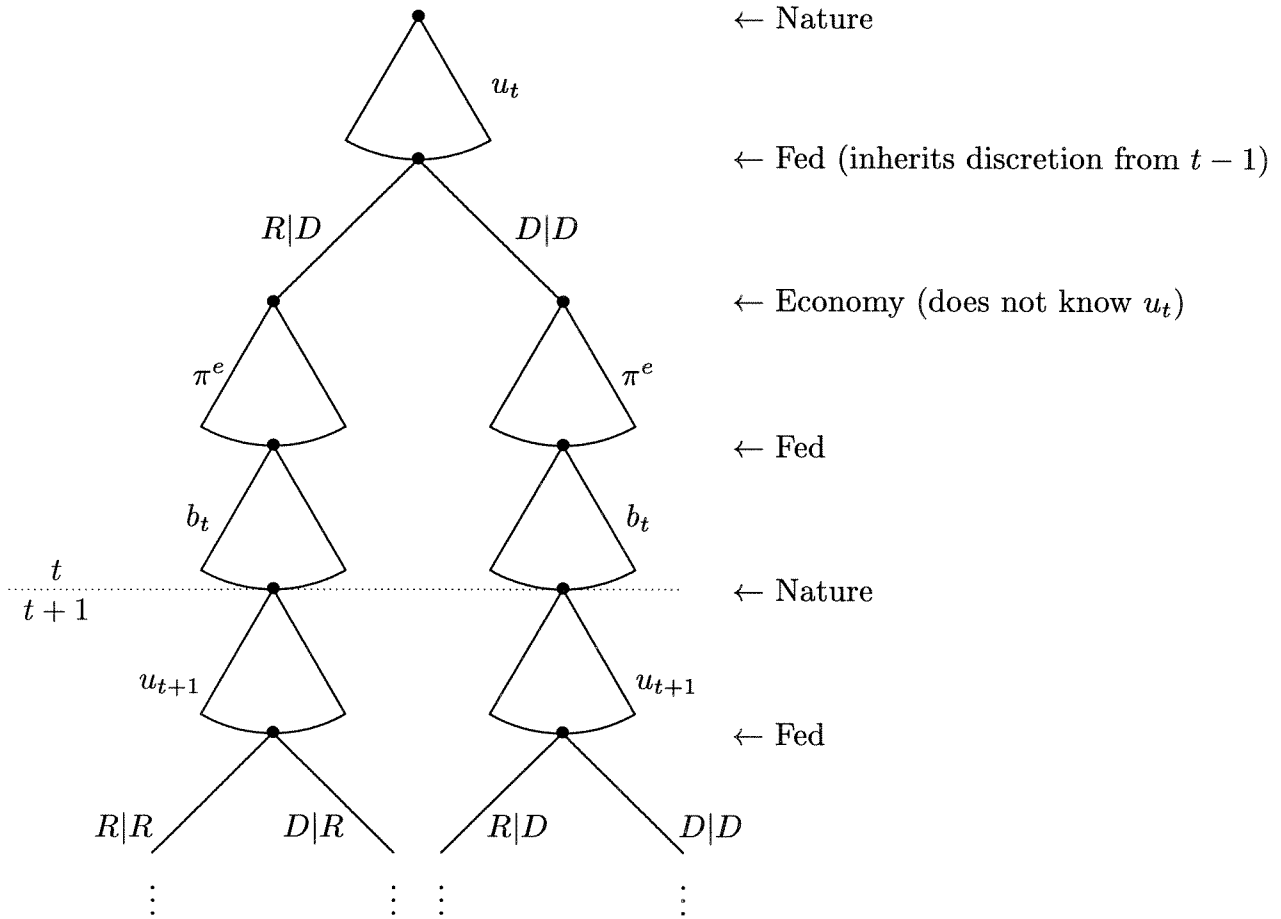 ← Nature
u_t
← Fed (inherits discretion from t − 1)
R|D D|D
← Economy (does not know u_t)
π^e π^e
← Fed
b_t b_t
t
← Nature
t + 1
u_{t+1} u_{t+1}
← Fed
R|R D|R R|D D|D
⋮ ⋮ ⋮ ⋮